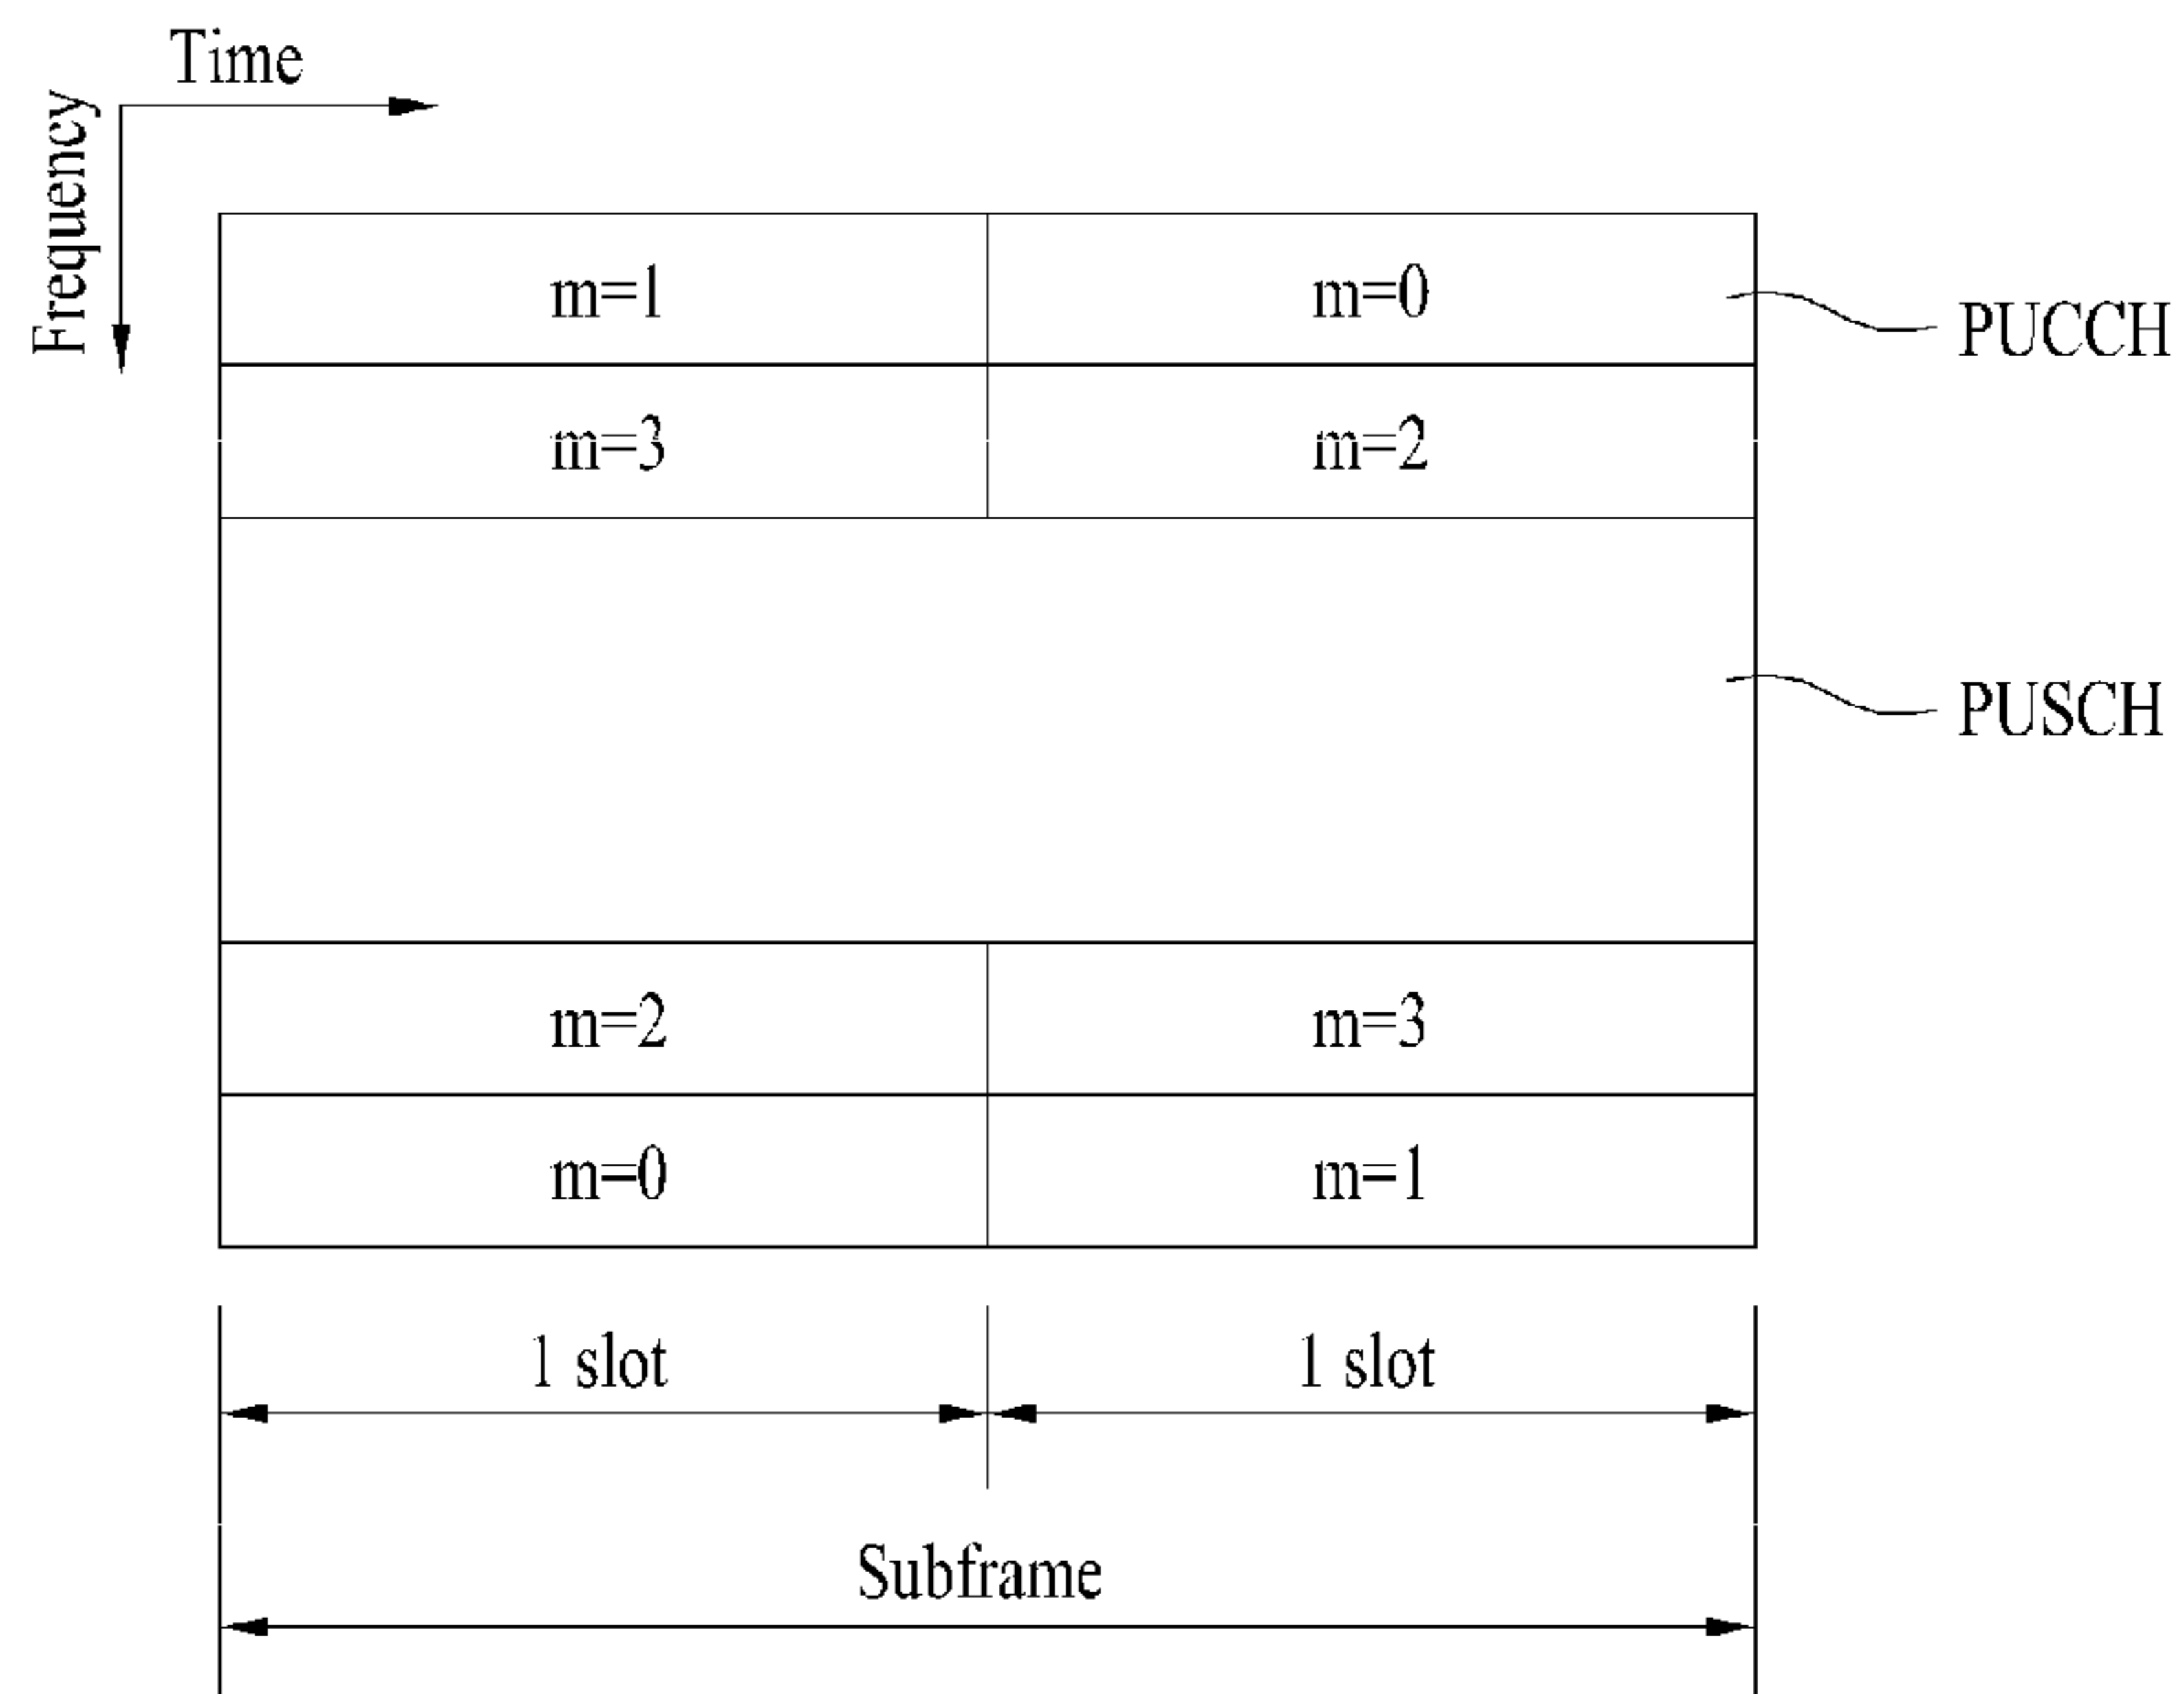 Time
Frequency
m=1 m=0
PUCCH
m=3 m=2
PUSCH
m=2 m=3
m=0 m=1
1 slot 1 slot
Subframe